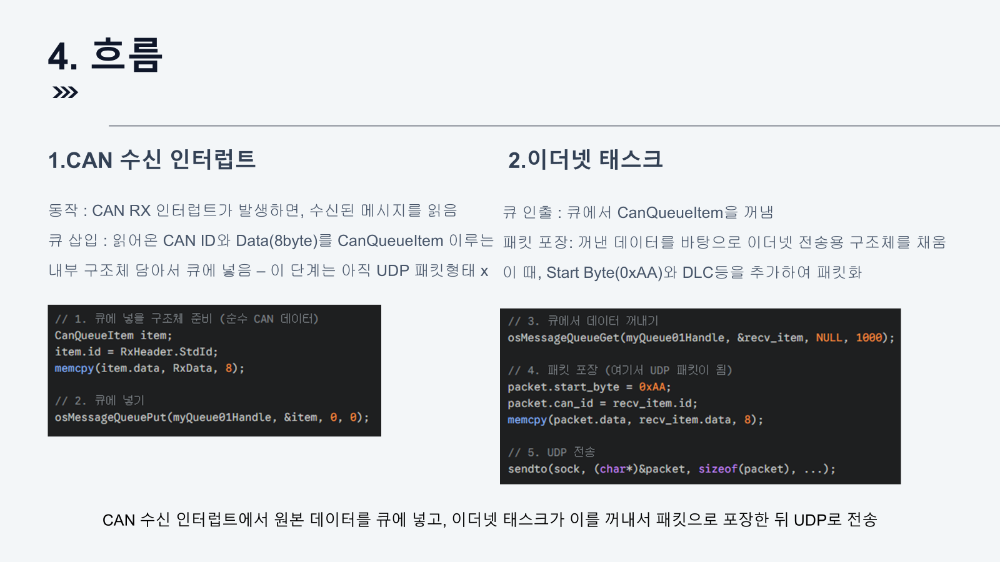 4. 흐름
1.CAN 수신 인터럽트
동작 : CAN RX 인터럽트가 발생하면, 수신된 메시지를 읽음
큐 삽입 : 읽어온 CAN ID와 Data(8byte)를 CanQueueItem 이루는
내부 구조체 담아서 큐에 넣음 – 이 단계는 아직 UDP 패킷형태 x
// 1. 큐에 넣을 구조체 준비 (순수 CAN 데이터)
CanQueueItem item;
item.id = RxHeader.StdId;
memcpy(item.data, RxData, 8);
// 2. 큐에 넣기
osMessageQueuePut(myQueue01Handle, &item, 0, 0);
2.이더넷 태스크
큐 인출 : 큐에서 CanQueueItem을 꺼냄
패킷 포장: 꺼낸 데이터를 바탕으로 이더넷 전송용 구조체를 채움
이 때, Start Byte(0xAA)와 DLC등을 추가하여 패킷화
// 3. 큐에서 데이터 꺼내기
osMessageQueueGet(myQueue01Handle, &recv_item, NULL, 1000);
// 4. 패킷 포장 (여기서 UDP 패킷이 됨)
packet.start_byte = 0xAA;
packet.can_id = recv_item.id;
memcpy(packet.data, recv_item.data, 8);
// 5. UDP 전송
sendto(sock, (char*)&packet, sizeof(packet), ...);
CAN 수신 인터럽트에서 원본 데이터를 큐에 넣고, 이더넷 태스크가 이를 꺼내서 패킷으로 포장한 뒤 UDP로 전송